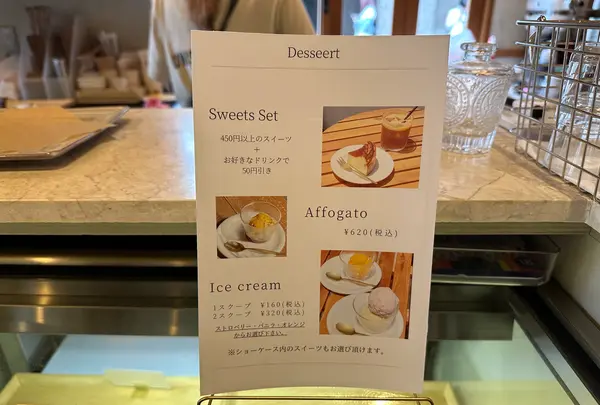 Desseert
Sweets Set
450円以上のスイーツ
+
お好きなドリンクで
50円引き
Affogato
¥620(税込)
Ice cream
1スクープ ¥160(税込)
2スクープ ¥320(税込)
ストロベリー・バニラ・オレンジ
からお選び下さい。
※ショーケース内のスイーツもお選び頂けます。